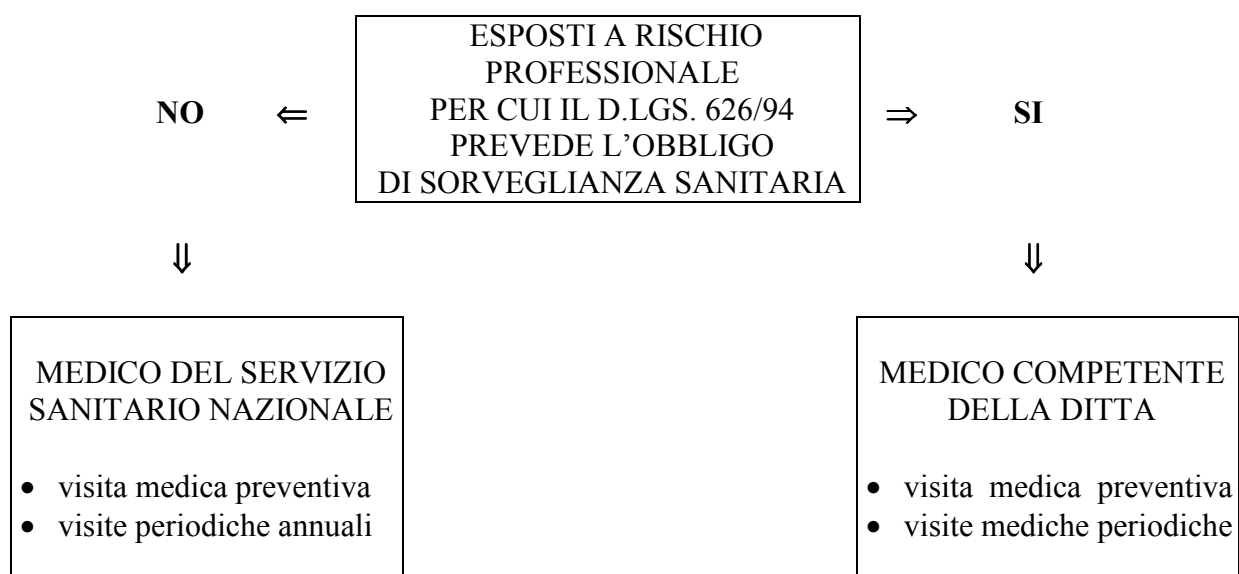 ESPOSTI A RISCHIO
PROFESSIONALE
NO ⇐ PER CUI IL D.LGS. 626/94 ⇒ SI
PREVEDE L’OBBLIGO
DI SORVEGLIANZA SANITARIA
⇓ ⇓
MEDICO DEL SERVIZIO
SANITARIO NAZIONALE
• visita medica preventiva
• visite periodiche annuali
MEDICO COMPETENTE
DELLA DITTA
• visita medica preventiva
• visite mediche periodiche